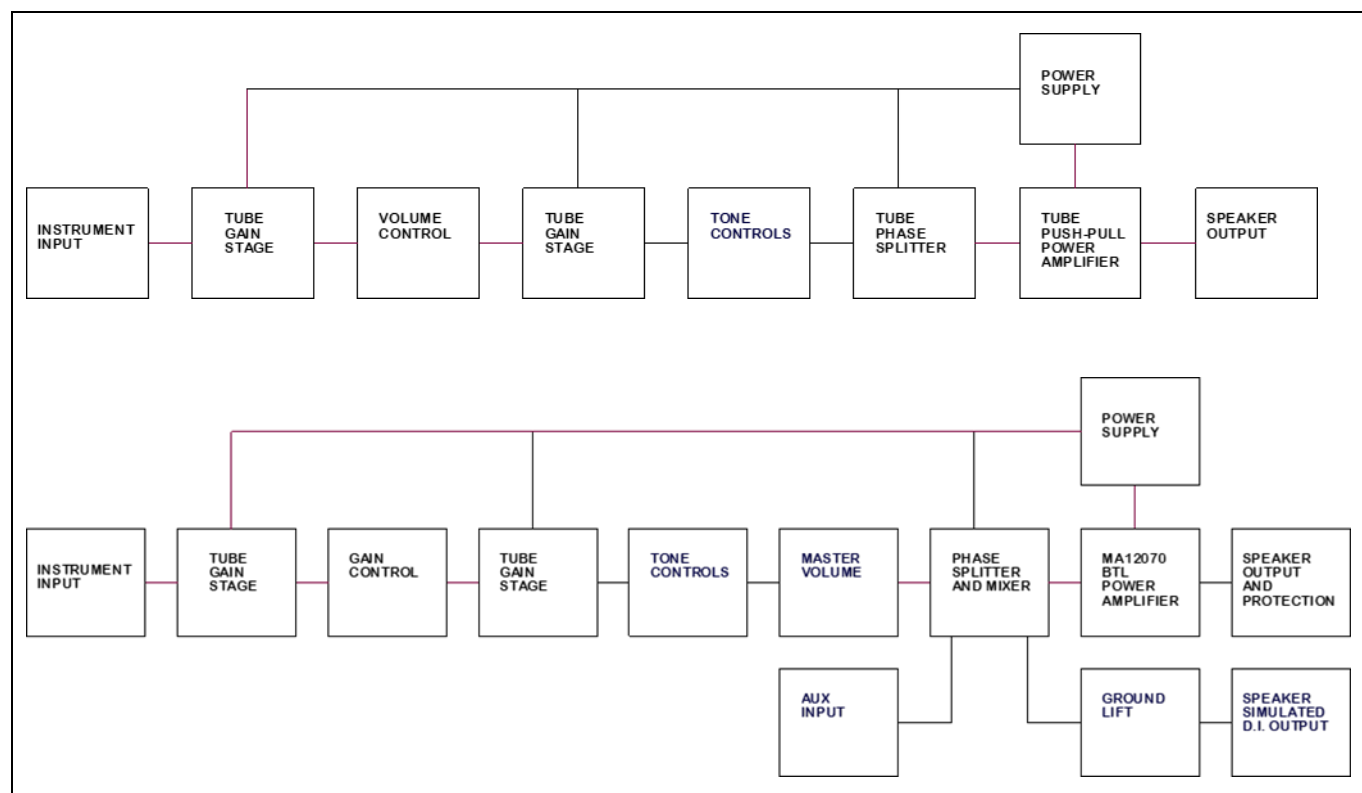 POWER
SUPPLY
INSTRUMENT
INPUT
TUBE
GAIN
STAGE
VOLUME
CONTROL
TUBE
GAIN
STAGE
TONE
CONTROLS
TUBE
PHASE
SPLITTER
TUBE
PUSH-PULL
POWER
AMPLIFIER
SPEAKER
OUTPUT
POWER
SUPPLY
INSTRUMENT
INPUT
TUBE
GAIN
STAGE
GAIN
CONTROL
TUBE
GAIN
STAGE
TONE
CONTROLS
MASTER
VOLUME
PHASE
SPLITTER
AND MIXER
MA12070
BTL
POWER
AMPLIFIER
SPEAKER
OUTPUT
AND
PROTECTION
AUX
INPUT
GROUND
LIFT
SPEAKER
SIMULATED
D.I. OUTPUT